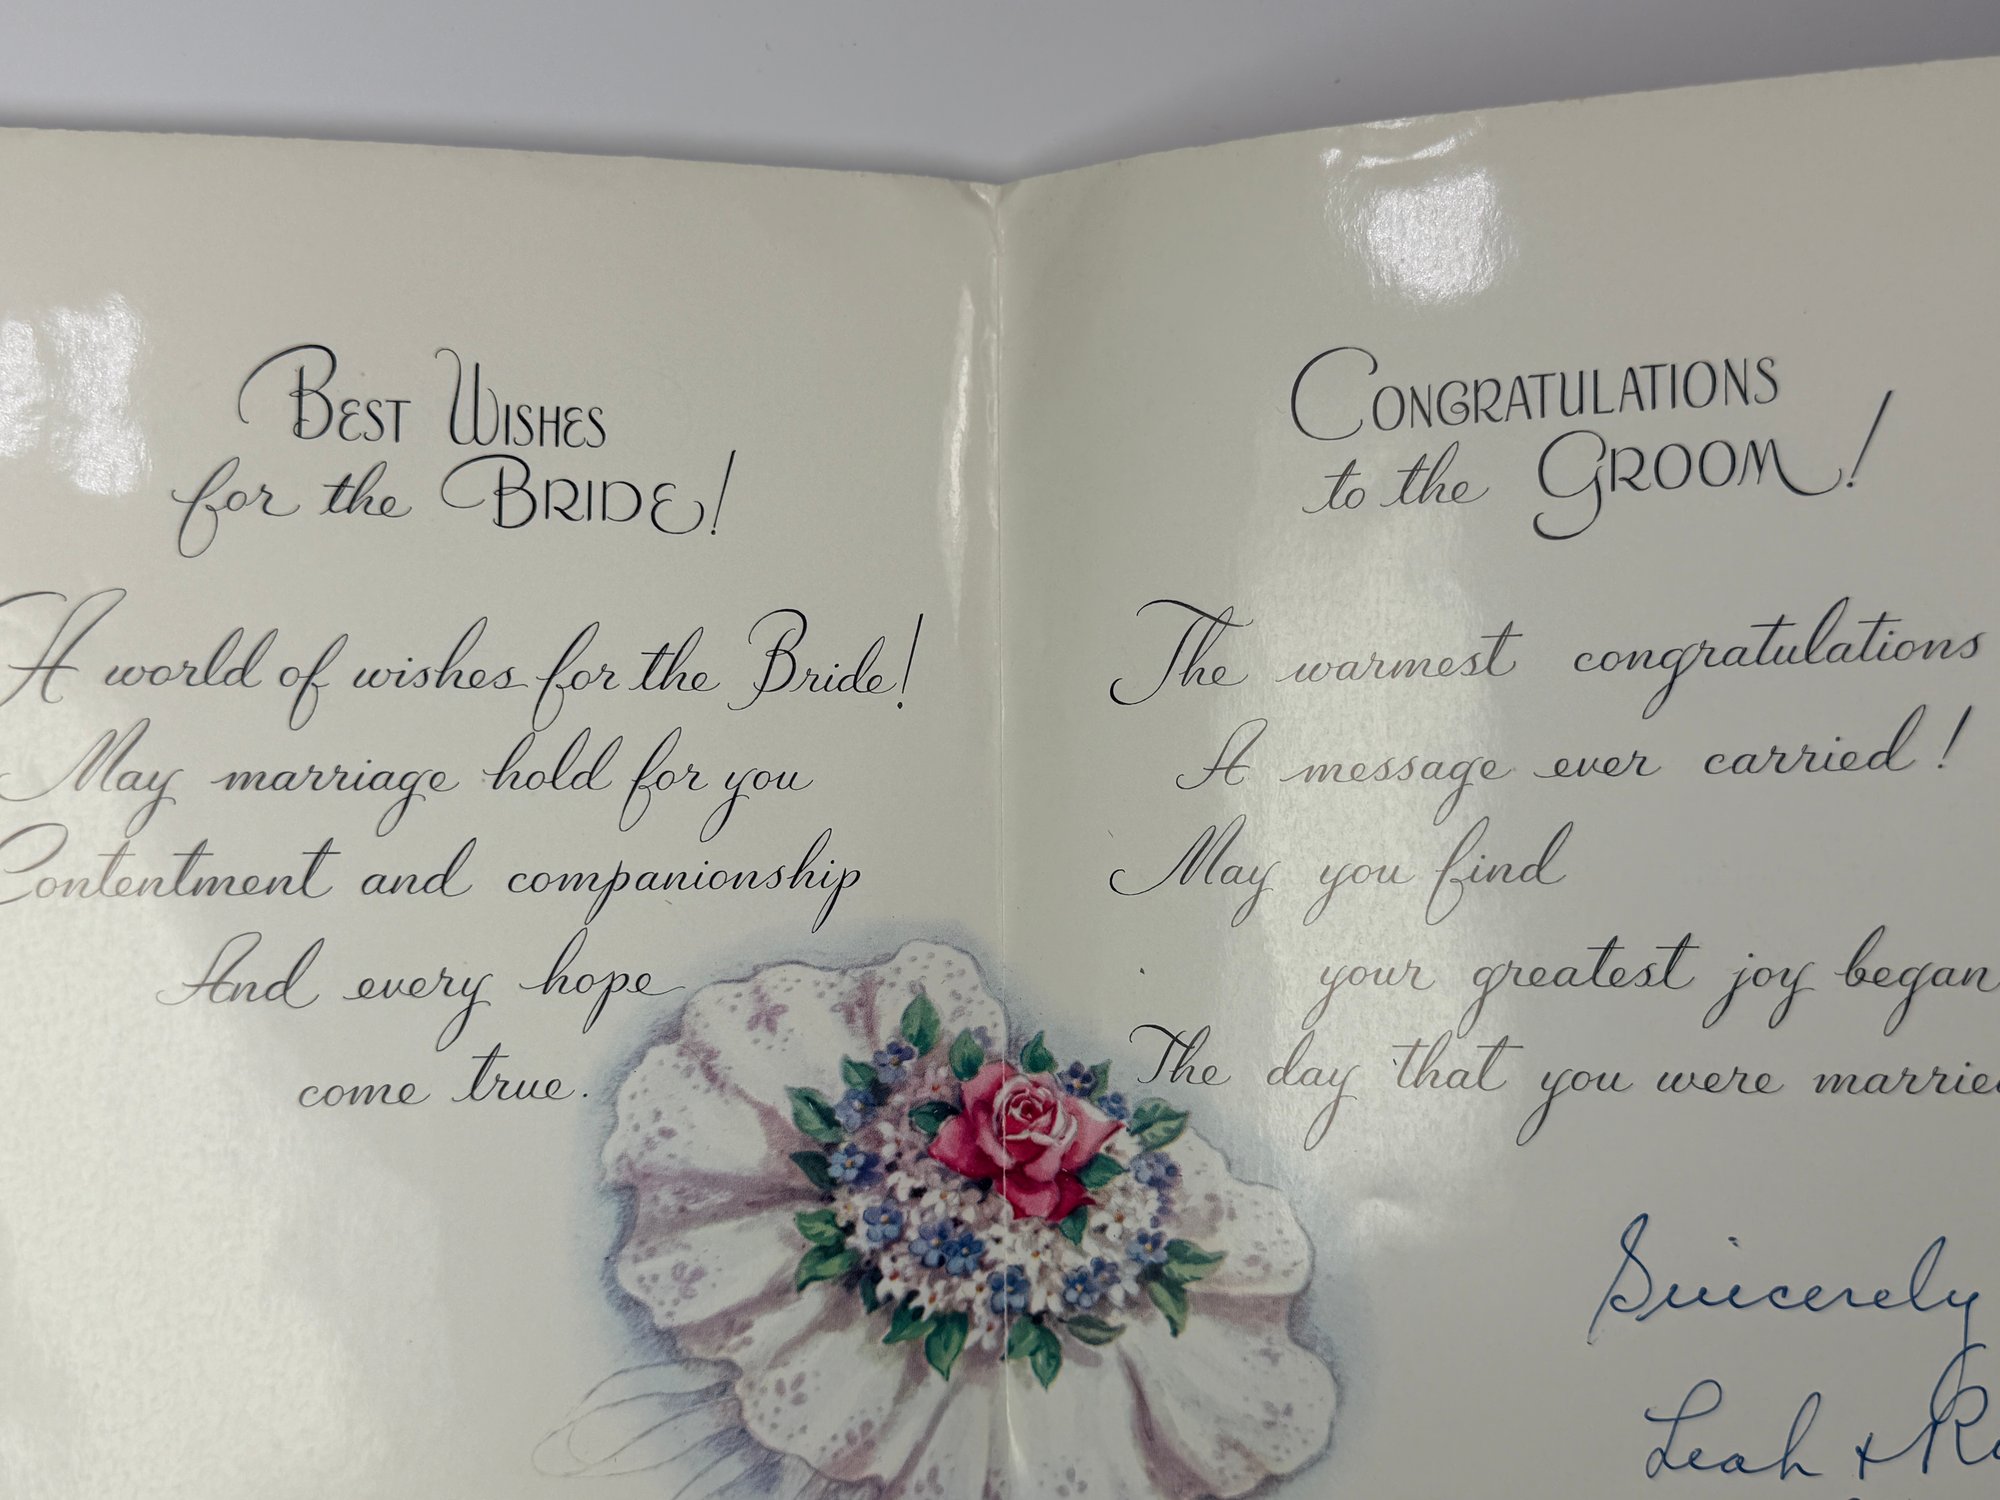 Best Wishes
for the Bride!
A world of wishes for the Bride!
May marriage hold for you
Contentment and companionship
And every hope
come true.
Congratulations
to the Groom!
The warmest congratulations
A message ever carried!
May you find
your greatest joy began
The day that you were married
Sincerely
Leah +